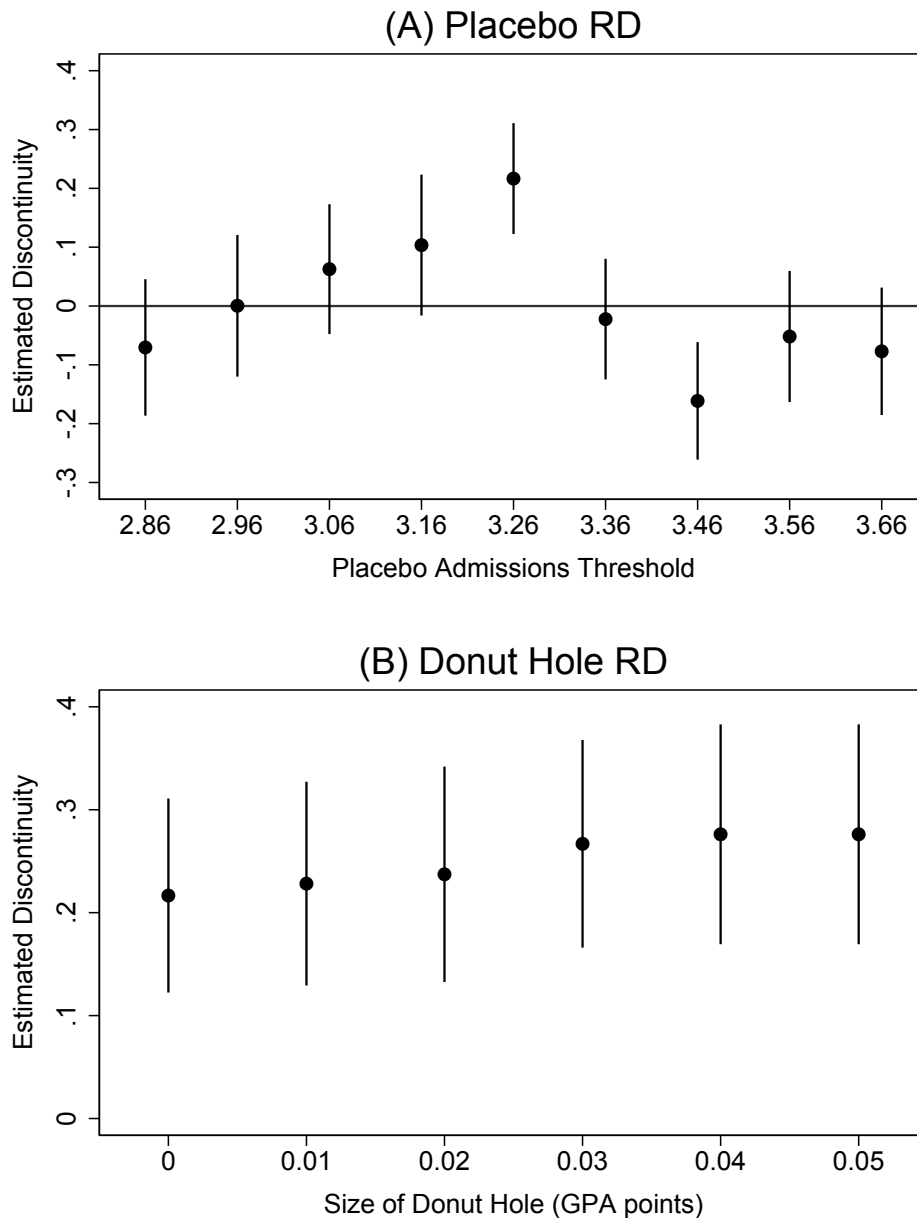 (A) Placebo RD
Estimated Discontinuity
.4
.3
.2
.1
0
-.1
-.2
-.3
2.86 2.96 3.06 3.16 3.26 3.36 3.46 3.56 3.66
Placebo Admissions Threshold
(B) Donut Hole RD
Estimated Discontinuity
.4
.3
.2
.1
0
0 0.01 0.02 0.03 0.04 0.05
Size of Donut Hole (GPA points)